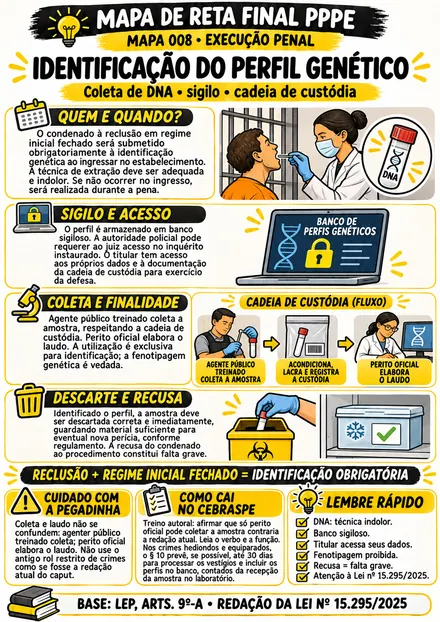 MAPA DE RETA FINAL PPPE
MAPA 008 • EXECUÇÃO PENAL
IDENTIFICAÇÃO DO PERFIL GENÉTICO
Coleta de DNA • sigilo • cadeia de custódia
QUEM E QUANDO?
O condenado à reclusão em regime
inicial fechado será submetido
obrigatoriamente à identificação
genética ao ingressar no estabelecimento.
A técnica de extração deve ser adequada
e indolor. Se não ocorrer no ingresso,
será realizada durante a pena.
DNA
SIGILO E ACESSO
O perfil é armazenado em banco
sigiloso. A autoridade policial pode
requerer ao juiz acesso no inquérito
instaurado. O titular tem acesso
aos próprios dados e à documentação
da cadeia de custódia para exercício
da defesa.
BANCO DE
PERFIS GENÉTICOS
COLETA E FINALIDADE
Agente público treinado coleta a
amostra, respeitando a cadeia de
custódia. Perito oficial elabora o
laudo. A utilização é exclusiva
para identificação; a fenotipagem
genética é vedada.
CADEIA DE CUSTÓDIA (FLUXO)
AGENTE PÚBLICO
TREINADO
COLETA A AMOSTRA
ACONDICIONA,
LACRA E REGISTRA
A CUSTÓDIA
PERITO OFICIAL
ELABORA
O LAUDO
DESCARTE E RECUSA
Identificado o perfil, a amostra deve
ser descartada correta e imediatamente,
guardando material suficiente para
eventual nova perícia, conforme
regulamento. A recusa do condenado
ao procedimento constitui falta grave.
RECLUSÃO + REGIME INICIAL FECHADO = IDENTIFICAÇÃO OBRIGATÓRIA
CUIDADO COM
A PEGADINHA
Coleta e laudo não se
confundem: agente público
treinado coleta; perito oficial
elabora o laudo. Não use o
antigo rol restrito de crimes
como se fosse a redação
atual do caput.
COMO CAI
NO CEBRASPE
Treino autoral: afirmar que só perito
oficial pode coletar a amostra contraria
a redação atual. Leia o verbo e a função.
Nos crimes hediondos e equiparados,
o § 10 prevê, se possível, até 30 dias
para processar os vestígios e incluir os
perfis no banco, contados da recepção
da amostra no laboratório.
LEMBRE RÁPIDO
DNA: técnica indolor.
Banco sigiloso.
Titular acessa seus dados.
Fenotipagem proibida.
Recusa = falta grave.
Atenção à Lei nº 15.295/2025.
BASE: LEP, ARTS. 9º-A • REDAÇÃO DA LEI Nº 15.295/2025